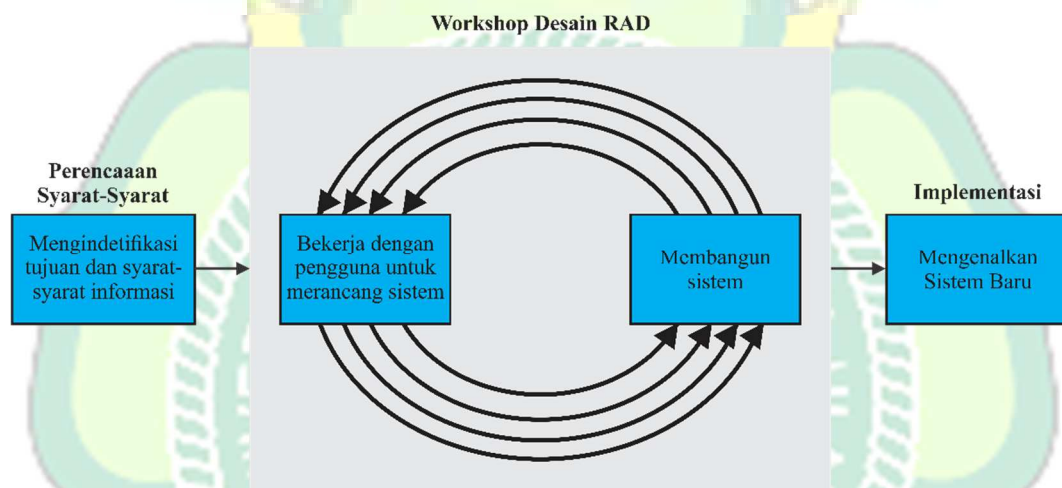 Workshop Desain RAD
Perencaaan
Syarat-Syarat
Mengindetifikasi
tujuan dan syarat-
syarat informasi
Bekerja dengan
pengguna untuk
merancang sistem
Membangun
sistem
Implementasi
Mengenalkan
Sistem Baru